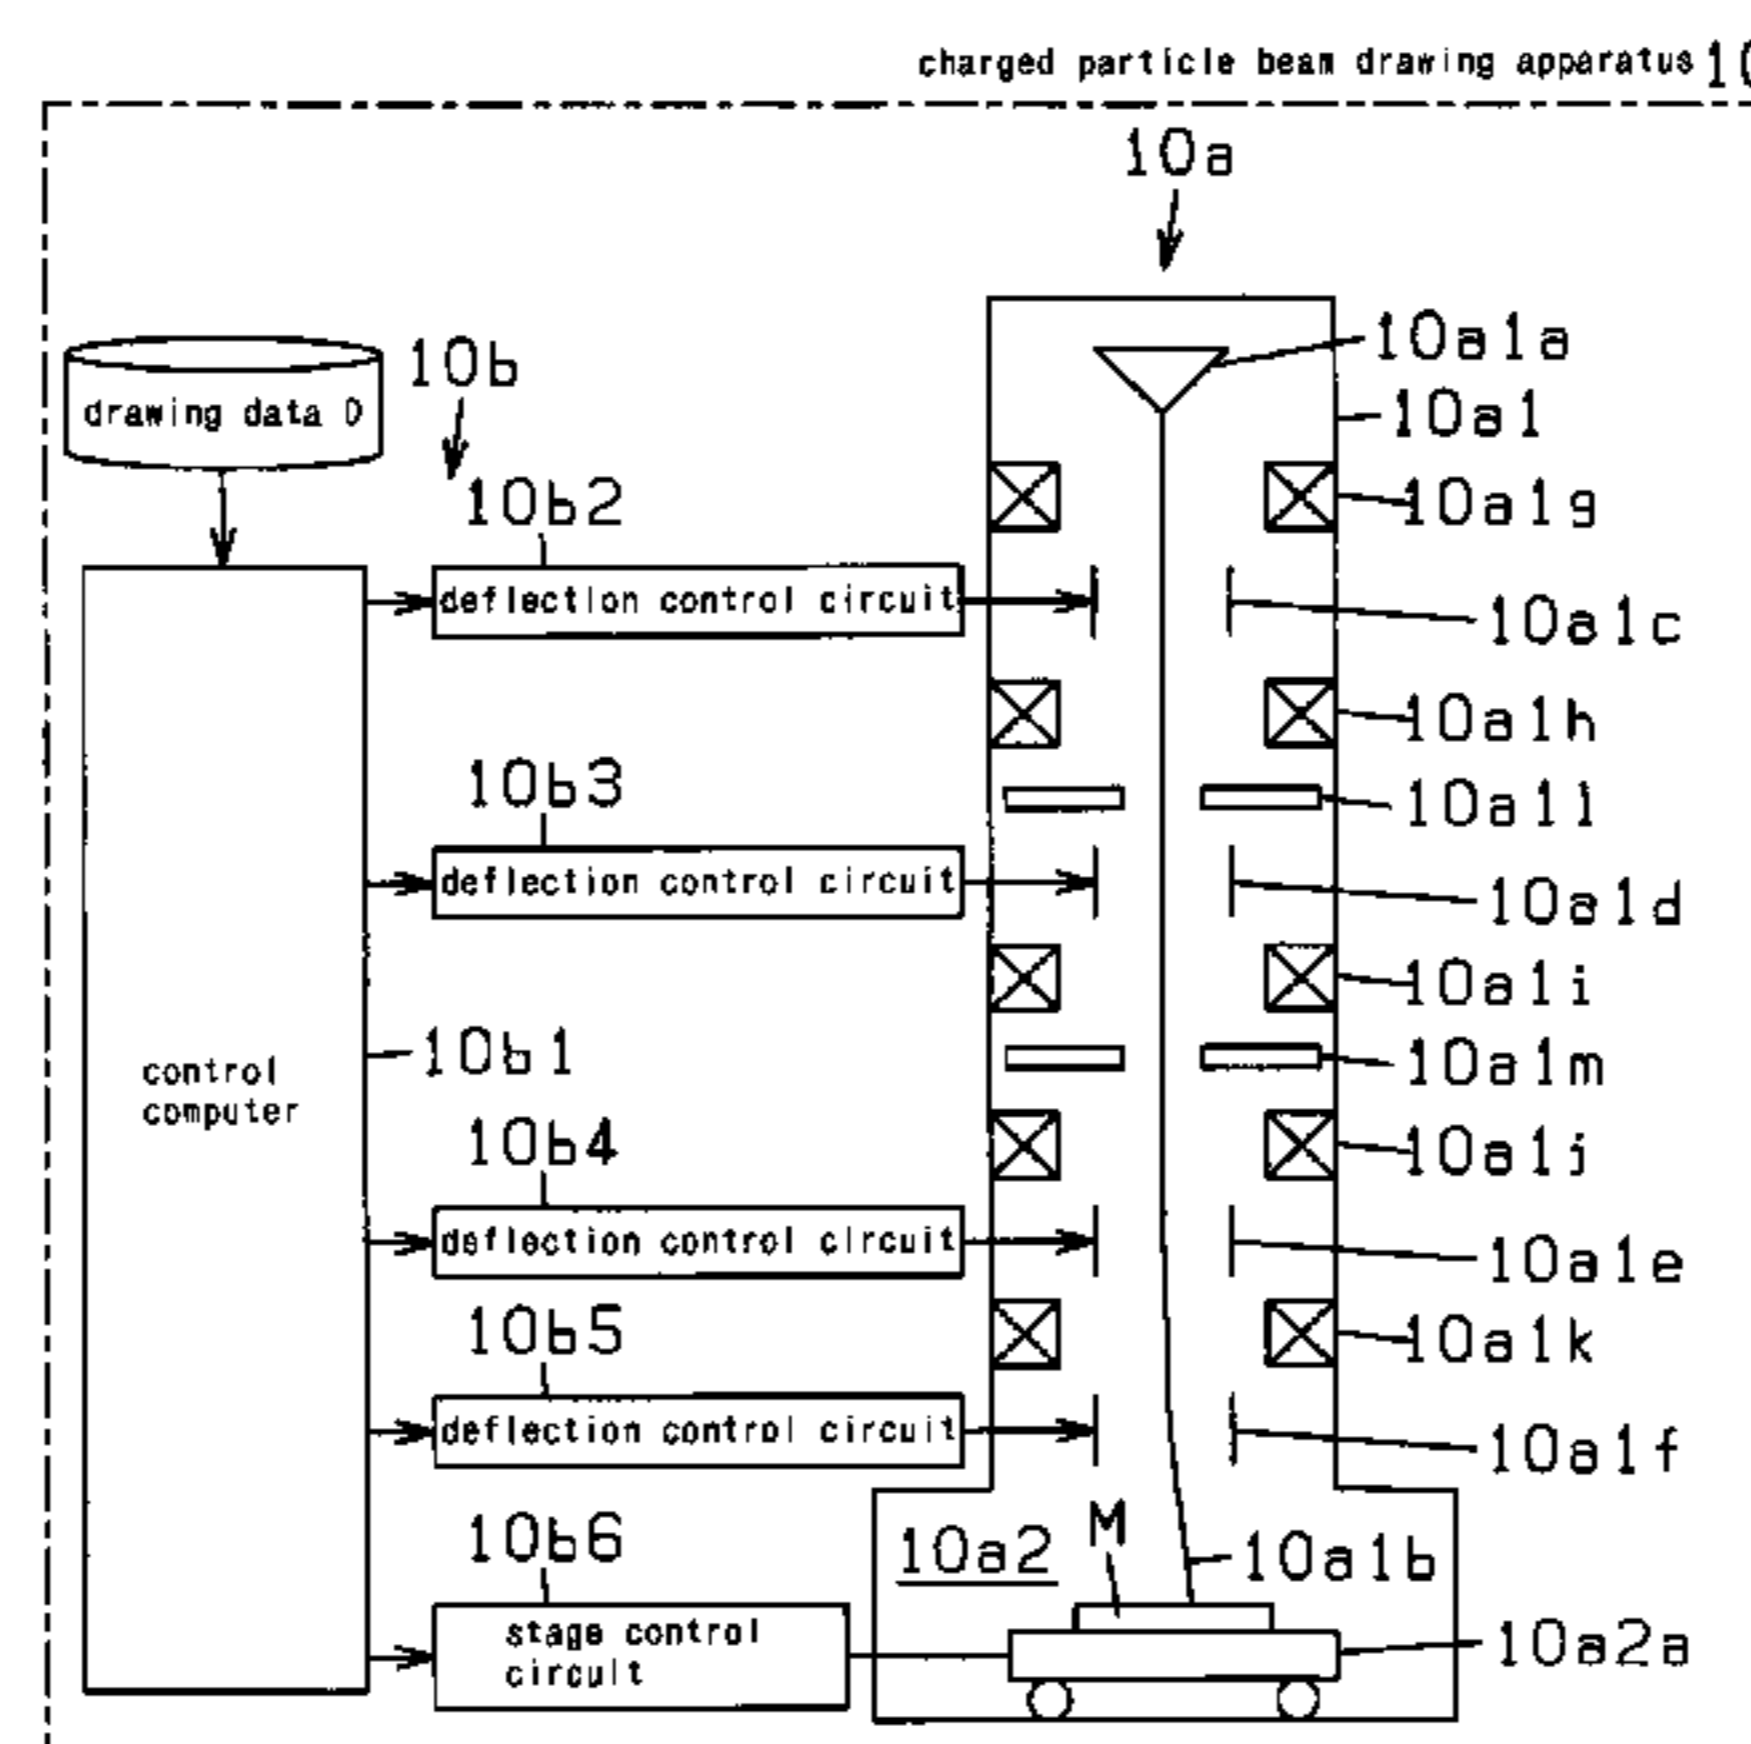 charged particle beam drawing apparatus 10
10a
10a1a
10b
drawing data D
10a1
10b2
10a1g
deflection control circuit
10a1c
10a1h
10b3
10a1l
deflection control circuit
10a1d
10a1i
10b1
10a1m
control
computer
10b4
10a1j
deflection control circuit
10a1e
10b5
10a1k
deflection control circuit
10a1f
M
10b6
10a2
10a1b
stage control
circuit
10a2a